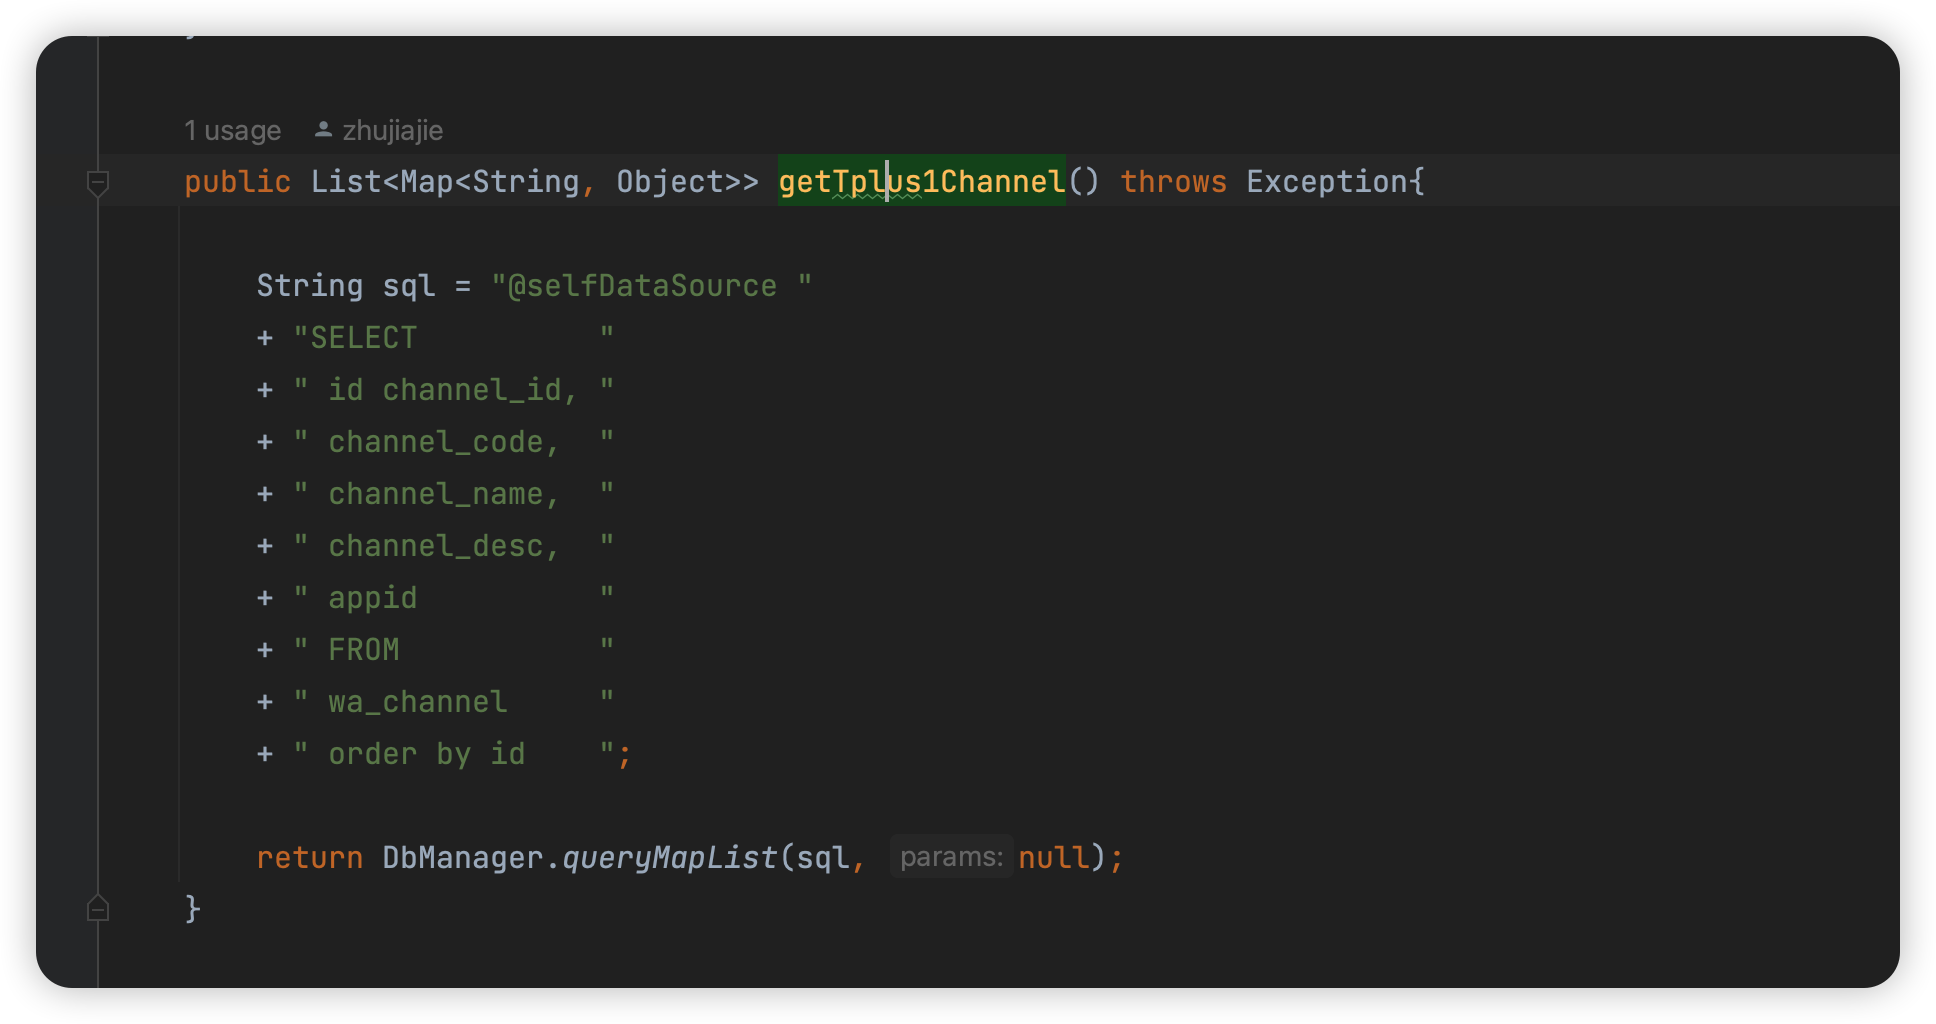 1 usage zhujiajie
public List<Map<String, Object>> getTplus1Channel() throws Exception{
String sql = "@selfDataSource "
+ "SELECT          "
+ " id channel_id, "
+ " channel_code,  "
+ " channel_name,  "
+ " channel_desc,  "
+ " appid          "
+ " FROM           "
+ " wa_channel     "
+ " order by id    ";
return DbManager.queryMapList(sql, params: null);
}